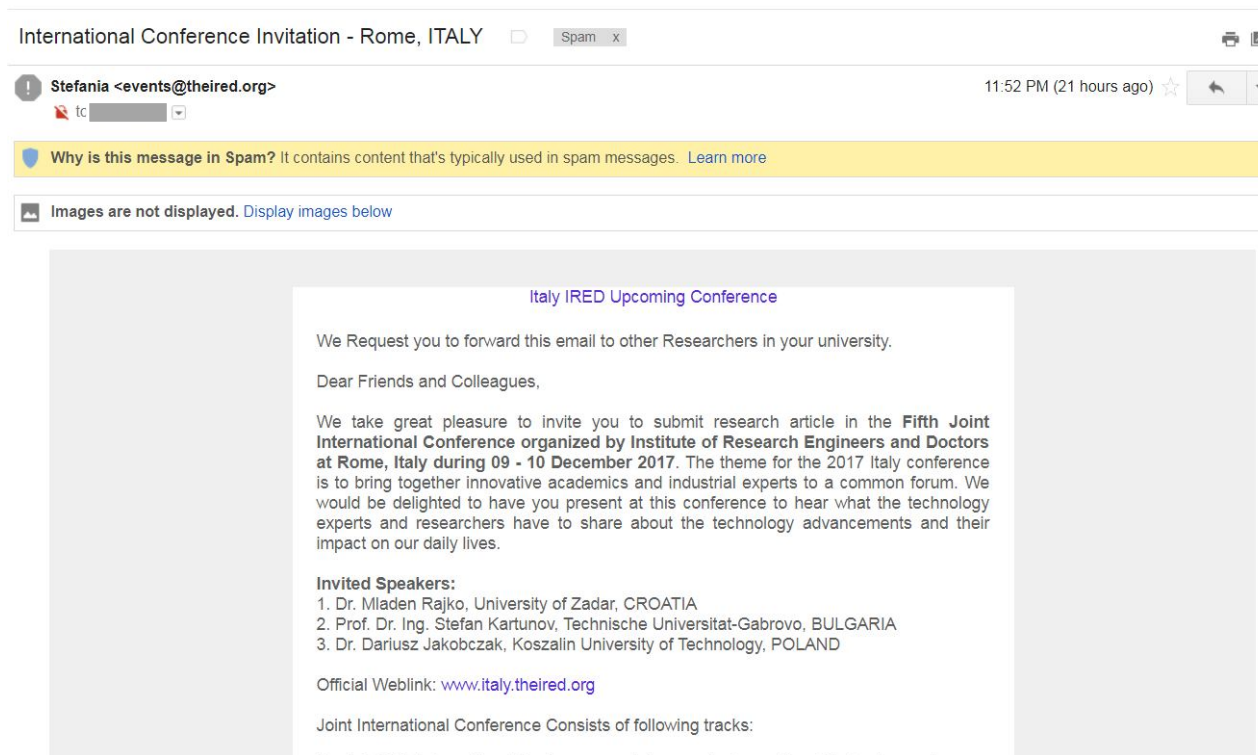 International Conference Invitation - Rome, ITALY
Spam x
Stefania <events@theired.org>
11:52 PM (21 hours ago)
to
Why is this message in Spam? It contains content that's typically used in spam messages. Learn more
Images are not displayed. Display images below
Italy IRED Upcoming Conference
We Request you to forward this email to other Researchers in your university.
Dear Friends and Colleagues,
We take great pleasure to invite you to submit research article in the Fifth Joint
International Conference organized by Institute of Research Engineers and Doctors
at Rome, Italy during 09 - 10 December 2017. The theme for the 2017 Italy conference
is to bring together innovative academics and industrial experts to a common forum. We
would be delighted to have you present at this conference to hear what the technology
experts and researchers have to share about the technology advancements and their
impact on our daily lives.
Invited Speakers:
1. Dr. Mladen Rajko, University of Zadar, CROATIA
2. Prof. Dr. Ing. Stefan Kartunov, Technische Universitat-Gabrovo, BULGARIA
3. Dr. Dariusz Jakobczak, Koszalin University of Technology, POLAND
Official Weblink: www.italy.theired.org
Joint International Conference Consists of following tracks: